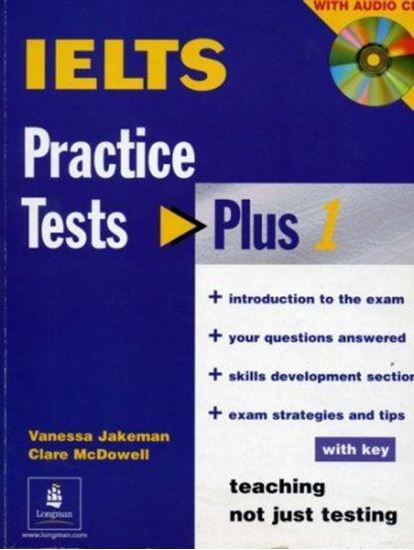 WITH AUDIO C
IELTS
Practice
Tests
Plus 1
+ introduction to the exam
+ your questions answered
+ skills development section
+ exam strategies and tips
Vanessa Jakeman
Clare McDowell
with key
Longman
www.longman.com
teaching
not just testing